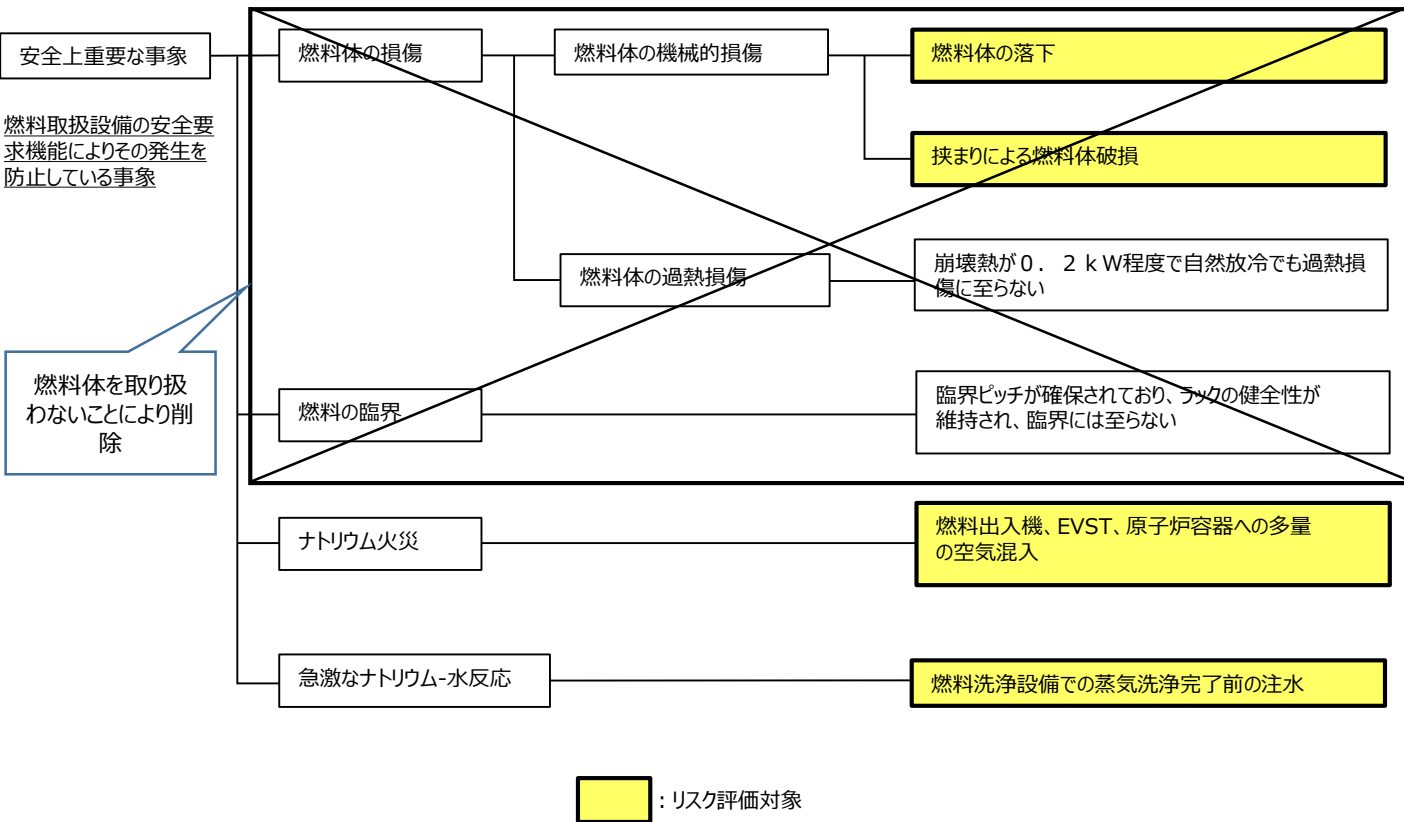 安全上重要な事象
燃料取扱設備の安全要
求機能によりその発生を
防止している事象
燃料体の損傷
燃料体の機械的損傷
燃料体の落下
挟まりによる燃料体破損
燃料体の過熱損傷
崩壊熱が０．２ｋＷ程度で自然放冷でも過熱損
傷に至らない
燃料体を取り扱
わないことにより削
除
燃料の臨界
臨界ピッチが確保されており、ラックの健全性が
維持され、臨界には至らない
ナトリウム火災
燃料出入機、EVST、原子炉容器への多量
の空気混入
急激なナトリウム-水反応
燃料洗浄設備での蒸気洗浄完了前の注水
：リスク評価対象